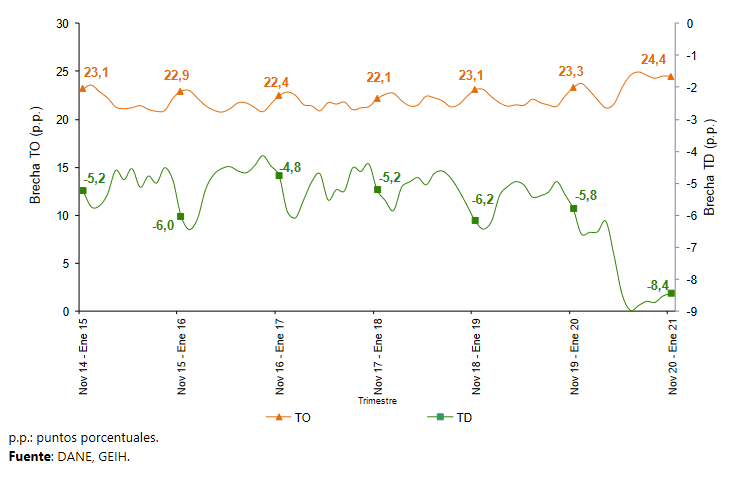 30
25
20
15
10
5
0
Brecha TO (p.p.)
0
-1
-2
-3
-4
-5
-6
-7
-8
-9
Brecha TD (p.p.)
23,1
22,9
22,4
22,1
23,1
23,3
24,4
-5,2
-6,0
-4,8
-5,2
-6,2
-5,8
-8,4
Nov 14 - Ene 15
Nov 15 - Ene 16
Nov 16 - Ene 17
Nov 17 - Ene 18
Nov 18 - Ene 19
Nov 19 - Ene 20
Nov 20 - Ene 21
Trimestre
TO
TD
p.p.: puntos porcentuales.
Fuente: DANE, GEIH.